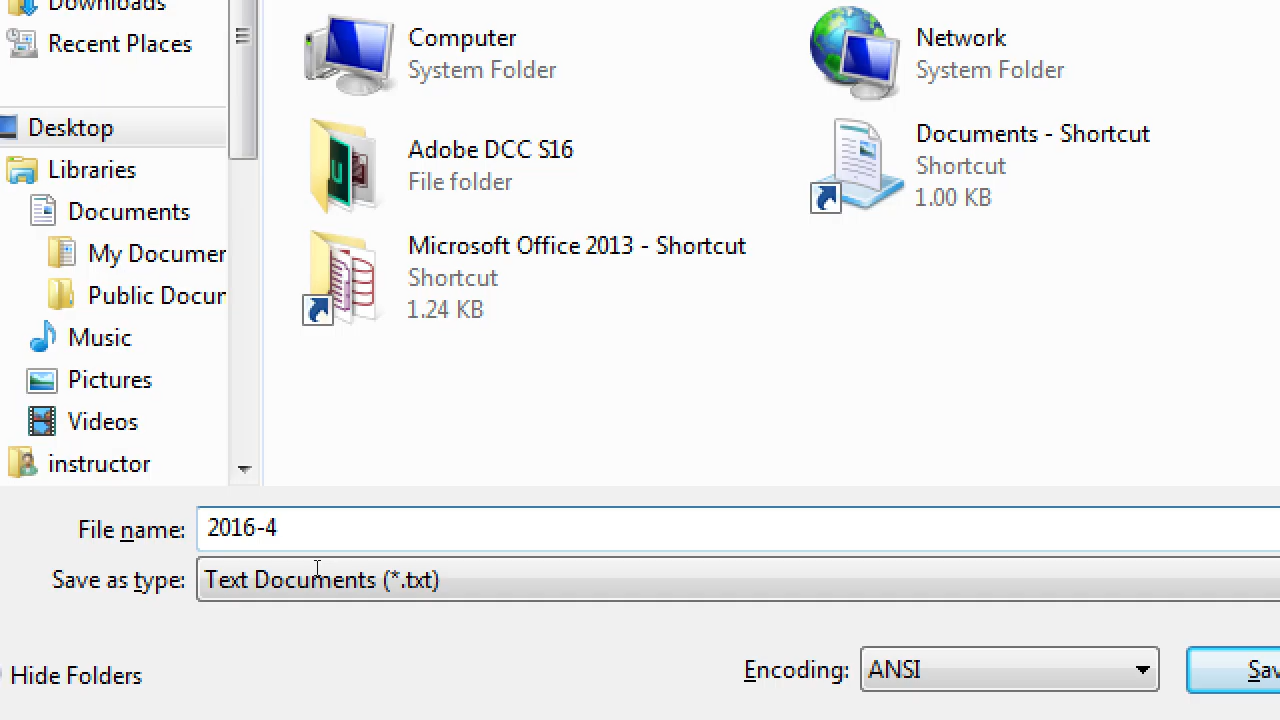 Downloads
Recent Places
Desktop
Libraries
Documents
My Documen
Public Docur
Music
Pictures
Videos
instructor
Computer
System Folder
Network
System Folder
Adobe DCC S16
File folder
Documents - Shortcut
Shortcut
1.00 KB
Microsoft Office 2013 - Shortcut
Shortcut
1.24 KB
File name: 2016-4
Save as type: Text Documents (*.txt)
Hide Folders
Encoding: ANSI
Sav